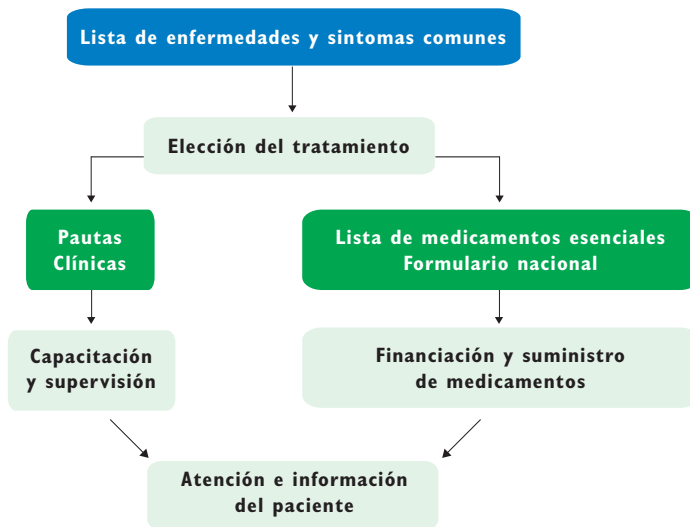 Lista de enfermedades y sintomas comunes
Elección del tratamiento
Pautas
Clínicas
Lista de medicamentos esenciales
Formulario nacional
Capacitación
y supervisión
Financiación y suministro
de medicamentos
Atención e información
del paciente